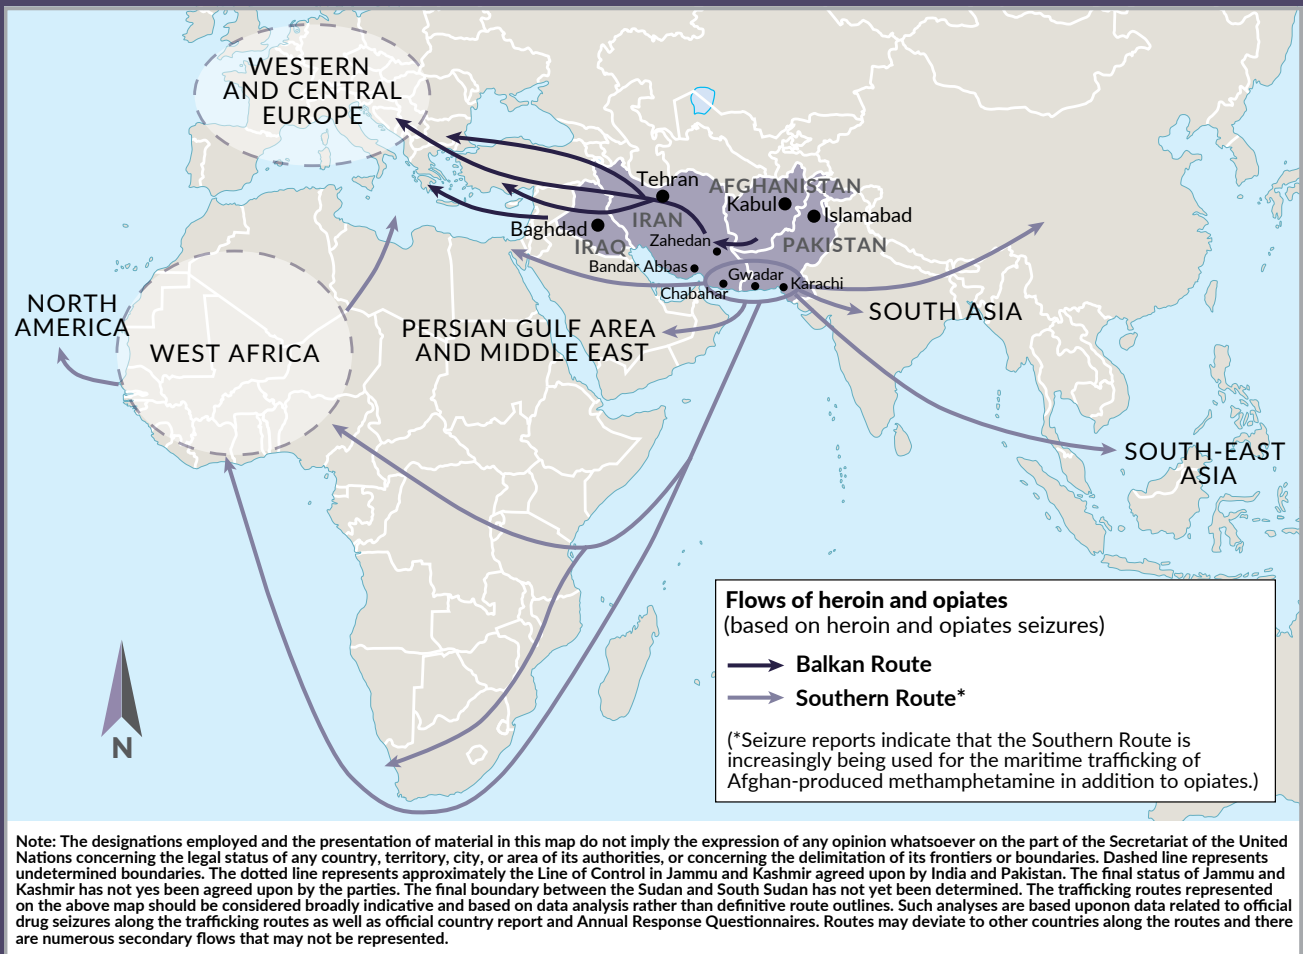 WESTERN
AND CENTRAL
EUROPE
Tehran
AFGHANISTAN
Kabul
Islamabad
IRAN
Baghdad
IRAQ
Zahedan
PAKISTAN
Bandar Abbas
Gwadar
Karachi
Chabahar
NORTH
AMERICA
WEST AFRICA
PERSIAN GULF AREA
AND MIDDLE EAST
SOUTH ASIA
SOUTH-EAST
ASIA
N
Flows of heroin and opiates
(based on heroin and opiates seizures)
Balkan Route
Southern Route*
(*Seizure reports indicate that the Southern Route is
increasingly being used for the maritime trafficking of
Afghan-produced methamphetamine in addition to opiates.)
Note: The designations employed and the presentation of material in this map do not imply the expression of any opinion whatsoever on the part of the Secretariat of the United
Nations concerning the legal status of any country, territory, city, or area of its authorities, or concerning the delimitation of its frontiers or boundaries. Dashed line represents
undetermined boundaries. The dotted line represents approximately the Line of Control in Jammu and Kashmir agreed upon by India and Pakistan. The final status of Jammu and
Kashmir has not yes been agreed upon by the parties. The final boundary between the Sudan and South Sudan has not yet been determined. The trafficking routes represented
on the above map should be considered broadly indicative and based on data analysis rather than definitive route outlines. Such analyses are based uponon data related to official
drug seizures along the trafficking routes as well as official country report and Annual Response Questionnaires. Routes may deviate to other countries along the routes and there
are numerous secondary flows that may not be represented.